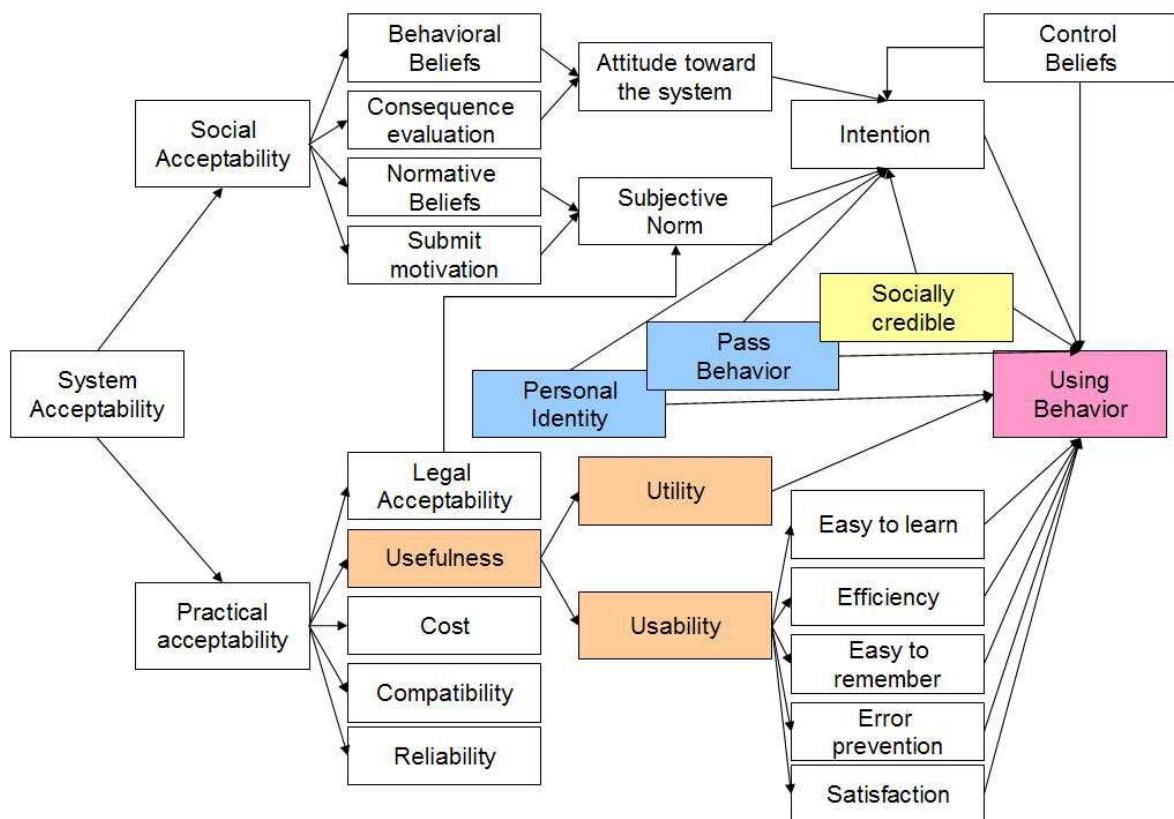 Behavioral
Beliefs
Consequence
evaluation
Normative
Beliefs
Submit
motivation
Social
Acceptability
Attitude toward
the system
Subjective
Norm
Control
Beliefs
Intention
Socially
credible
Pass
Behavior
Personal
Identity
Using
Behavior
System
Acceptability
Practical
acceptability
Legal
Acceptability
Usefulness
Cost
Compatibility
Reliability
Utility
Usability
Easy to learn
Efficiency
Easy to
remember
Error
prevention
Satisfaction